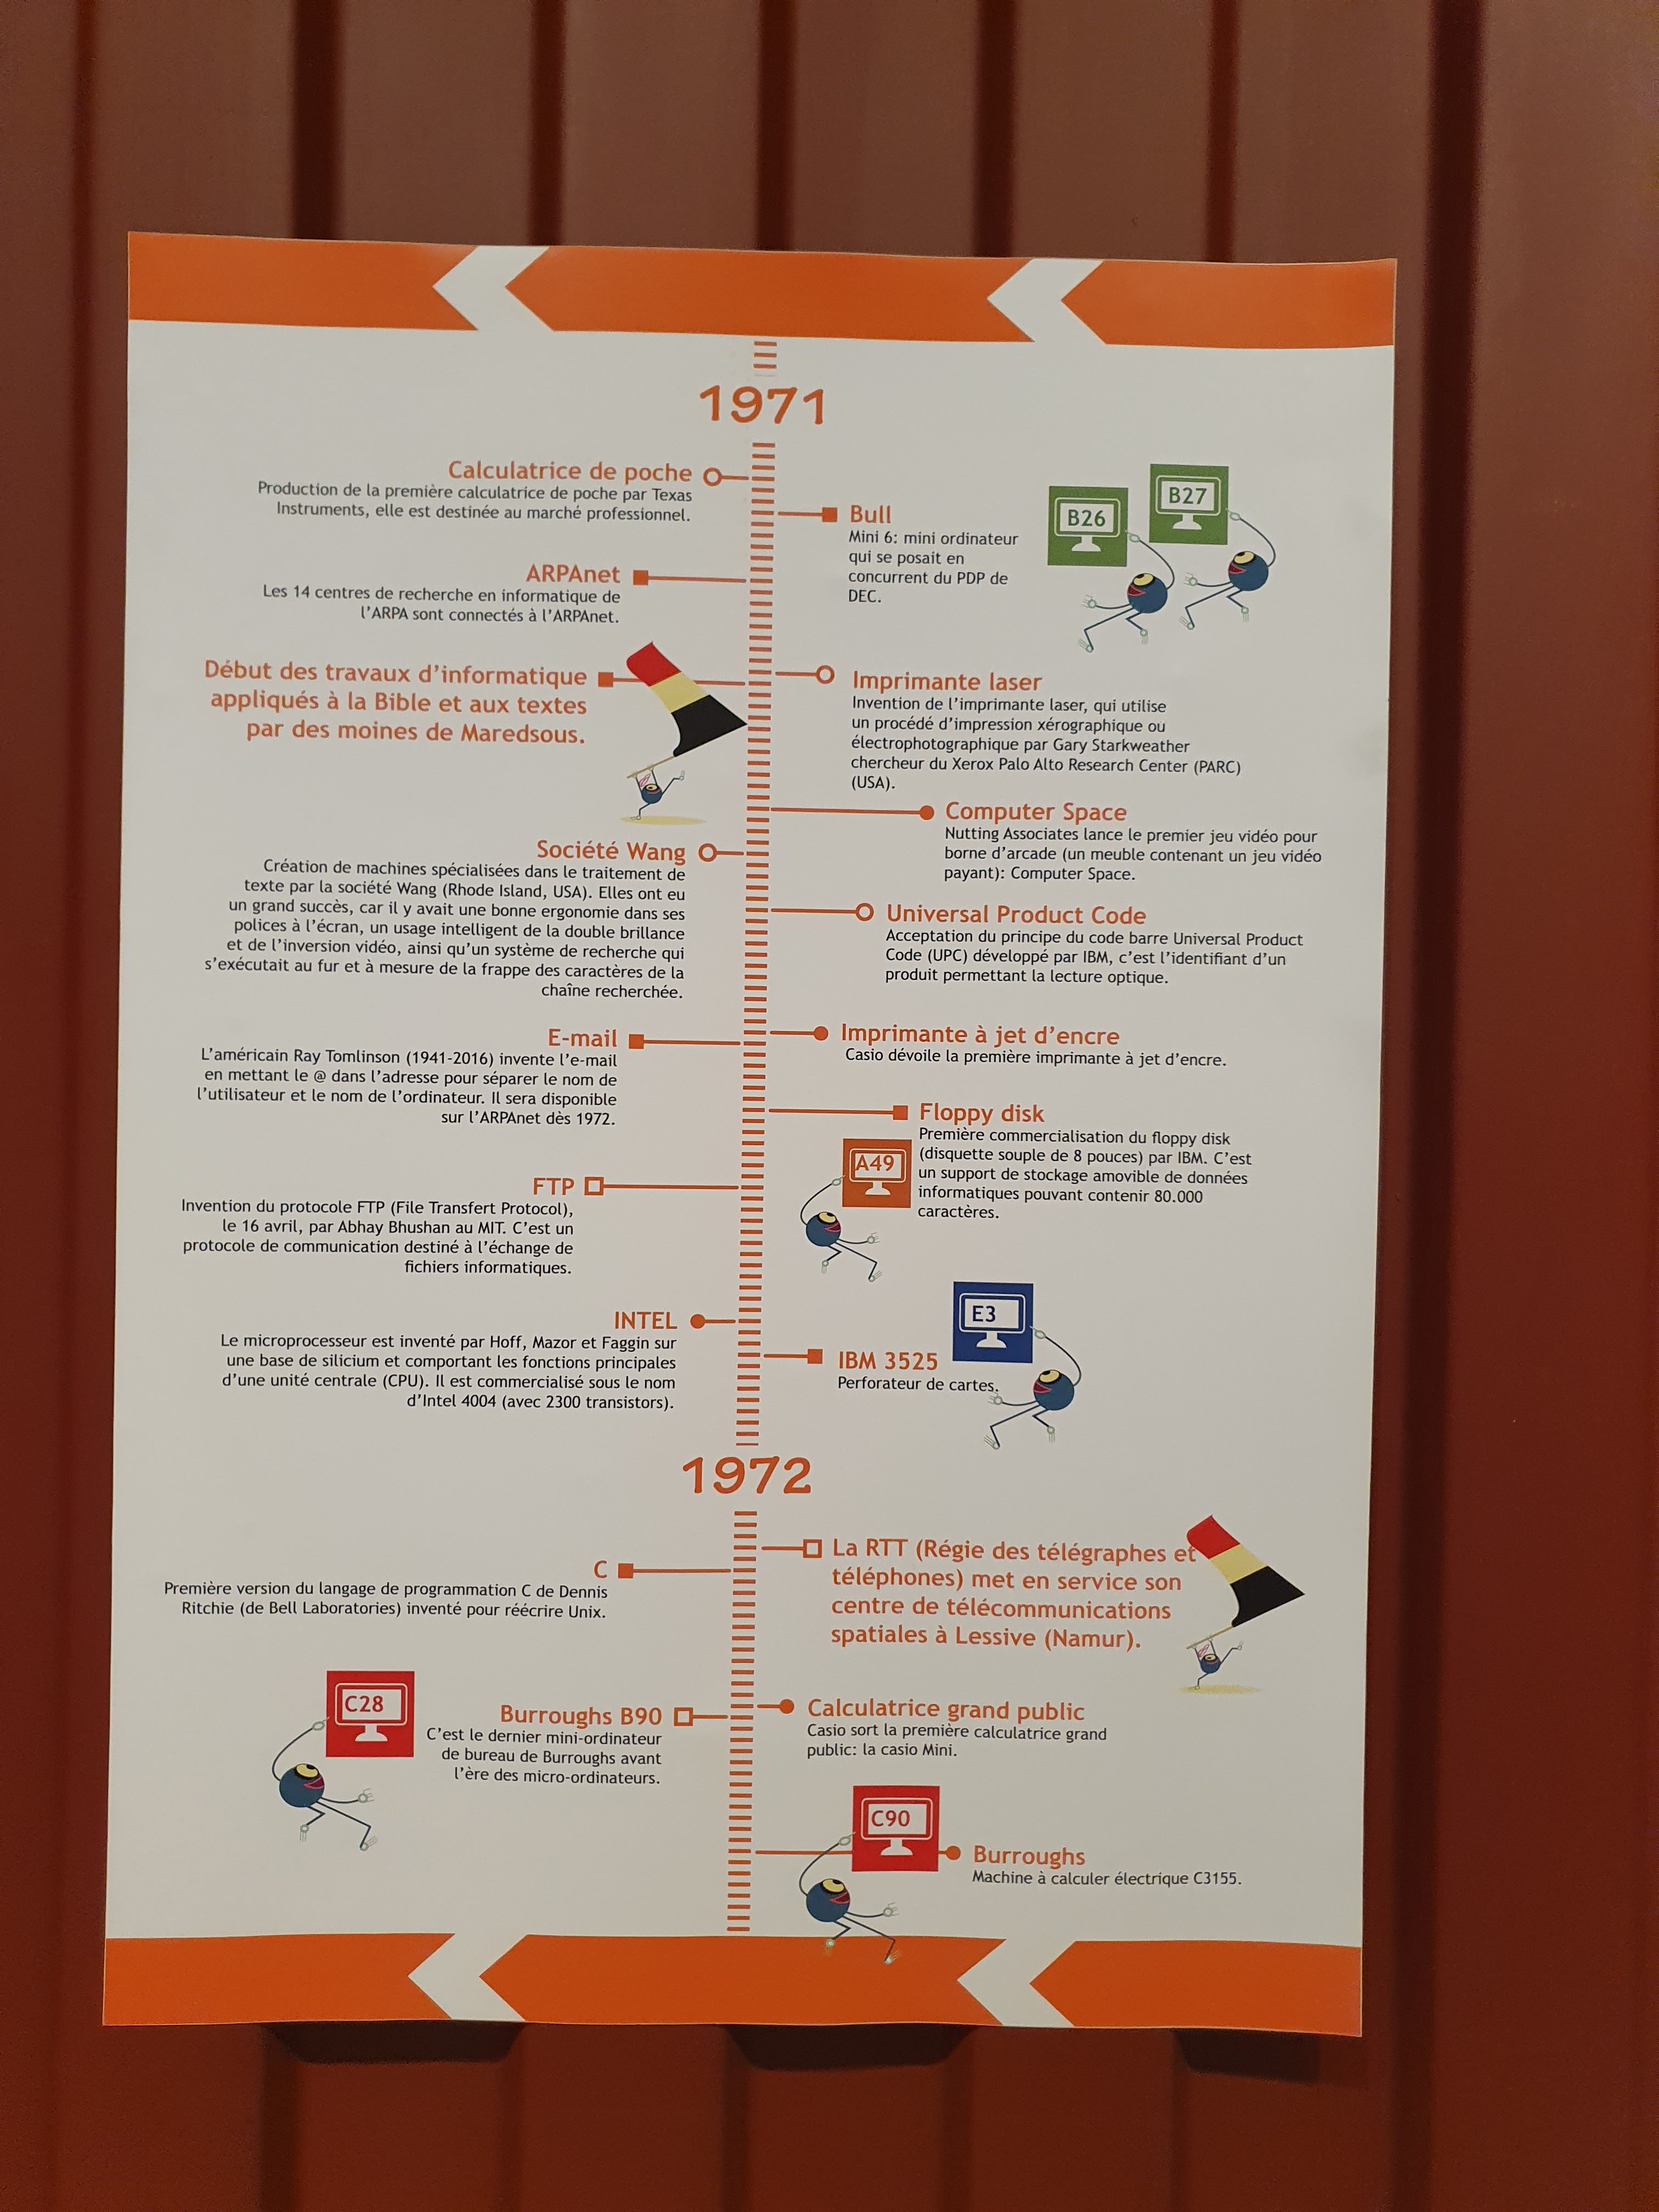 1971
Calculatrice de poche
Production de la première calculatrice de poche par Texas
Instruments, elle est destinée au marché professionnel.
Bull
Mini 6: mini ordinateur
qui se posait en
concurrent du PDP de
DEC.
B26
B27
ARPAnet
Les 14 centres de recherche en informatique de
l'ARPA sont connectés à l'ARPAnet.
Début des travaux d'informatique
appliqués à la Bible et aux textes
par des moines de Maredsous.
Imprimante laser
Invention de l'imprimante laser, qui utilise
un procédé d'impression xérographique ou
électrophotographique par Gary Starkweather
chercheur du Xerox Palo Alto Research Center (PARC)
(USA).
Computer Space
Nutting Associates lance le premier jeu vidéo pour
borne d'arcade (un meuble contenant un jeu vidéo
payant): Computer Space.
Société Wang
Création de machines spécialisées dans le traitement de
texte par la société Wang (Rhode Island, USA). Elles ont eu
un grand succès, car il y avait une bonne ergonomie dans ses
polices à l'écran, un usage intelligent de la double brillance
et de l'inversion vidéo, ainsi qu'un système de recherche qui
s'exécutait au fur et à mesure de la frappe des caractères de la
chaîne recherchée.
Universal Product Code
Acceptation du principe du code barre Universal Product
Code (UPC) développé par IBM, c'est l'identifiant d'un
produit permettant la lecture optique.
E-mail
L'américain Ray Tomlinson (1941-2016) invente l'e-mail
en mettant le @ dans l'adresse pour séparer le nom de
l'utilisateur et le nom de l'ordinateur. Il sera disponible
sur l'ARPAnet dès 1972.
Imprimante à jet d'encre
Casio dévoile la première imprimante à jet d'encre.
Floppy disk
Première commercialisation du floppy disk
(disquette souple de 8 pouces) par IBM. C'est
un support de stockage amovible de données
informatiques pouvant contenir 80.000
caractères.
A49
FTP
Invention du protocole FTP (File Transfert Protocol),
le 16 avril, par Abhay Bhushan au MIT. C'est un
protocole de communication destiné à l'échange de
fichiers informatiques.
INTEL
Le microprocesseur est inventé par Hoff, Mazor et Faggin sur
une base de silicium et comportant les fonctions principales
d'une unité centrale (CPU). Il est commercialisé sous le nom
d'Intel 4004 (avec 2300 transistors).
E3
IBM 3525
Perforateur de cartes.
1972
C
Première version du langage de programmation C de Dennis
Ritchie (de Bell Laboratories) inventé pour réécrire Unix.
La RTT (Régie des télégraphes et
téléphones) met en service son
centre de télécommunications
spatiales à Lessive (Namur).
C28
Burroughs B90
C'est le dernier mini-ordinateur
de bureau de Burroughs avant
l'ère des micro-ordinateurs.
Calculatrice grand public
Casio sort la première calculatrice grand
public: la casio Mini.
C90
Burroughs
Machine à calculer électrique C3155.